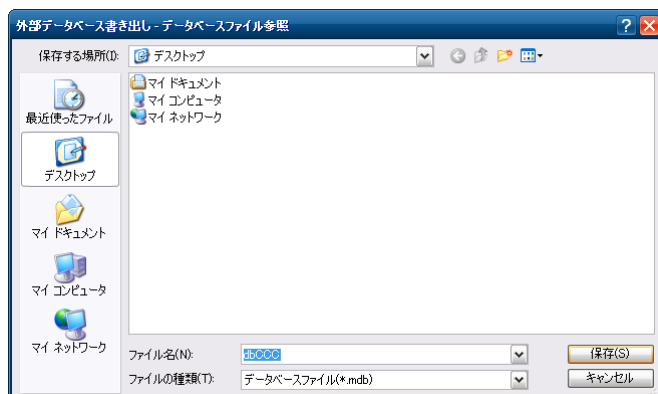 外部データベース書き出し - データベースファイル参照
保存する場所(I):
デスクトップ
マイ ドキュメント
マイ コンピュータ
マイ ネットワーク
最近使ったファイル
デスクトップ
マイ ドキュメント
マイ コンピュータ
マイ ネットワーク
ファイル名(N):
dbCCC
保存(S)
ファイルの種類(T):
データベースファイル(*.mdb)
キャンセル